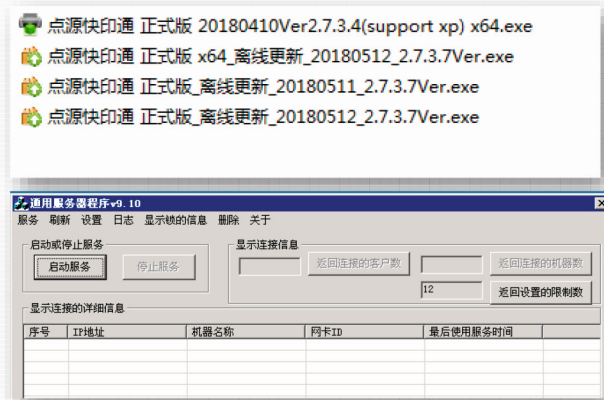 点源快印通 正式版 20180410Ver2.7.3.4(support xp) x64.exe
点源快印通 正式版 x64_离线更新_20180512_2.7.3.7Ver.exe
点源快印通 正式版_离线更新_20180511_2.7.3.7Ver.exe
点源快印通 正式版_离线更新_20180512_2.7.3.7Ver.exe
通用服务器程序v9.10
服务 刷新 设置 日志 显示锁的信息 删除 关于
启动或停止服务 显示连接信息
启动服务 停止服务 返回连接的客户数 返回连接的机器数
12 返回设置的限制数
显示连接的详细信息
序号 IP地址 机器名称 网卡ID 最后使用服务时间